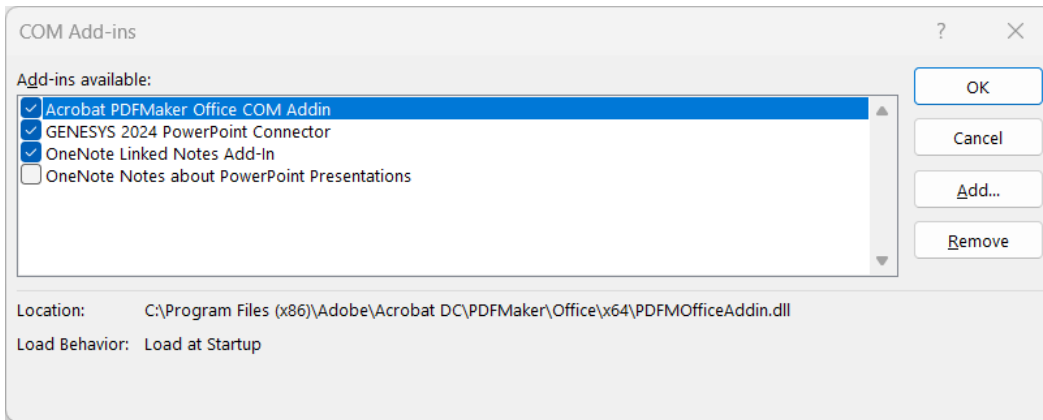 COM Add-ins
?
Add-ins available:
Acrobat PDFMaker Office COM Addin
GENESYS 2024 PowerPoint Connector
OneNote Linked Notes Add-In
OneNote Notes about PowerPoint Presentations
OK
Cancel
Add...
Remove
Location: C:\Program Files (x86)\Adobe\Acrobat DC\PDFMaker\Office\x64\PDFMOfficeAddin.dll
Load Behavior: Load at Startup